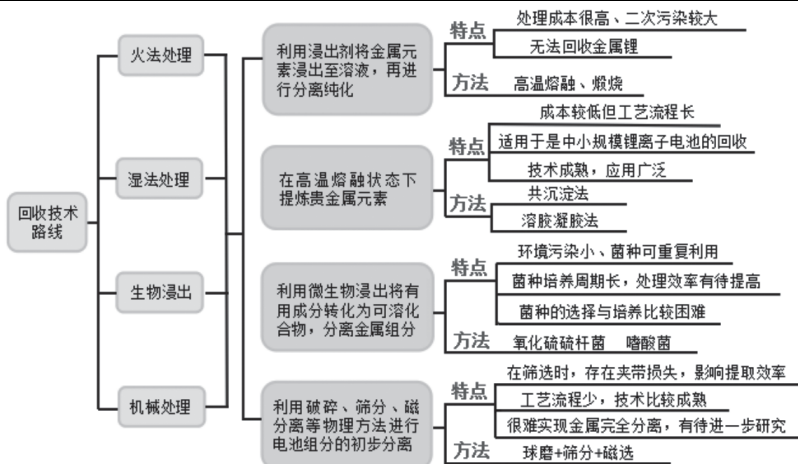 回收技术
路线
火法处理
湿法处理
生物浸出
机械处理
利用浸出剂将金属元
素浸出至溶液，再进
行分离纯化
特点
处理成本很高、二次污染较大
无法回收金属锂
方法
高温熔融、煅烧
在高温熔融状态下
提炼贵金属元素
特点
成本较低但工艺流程长
适用于是中小规模锂离子电池的回收
技术成熟，应用广泛
方法
共沉淀法
溶胶凝胶法
利用微生物浸出将有
用成分转化为可溶化
合物，分离金属组分
特点
环境污染小、菌种可重复利用
菌种培养周期长，处理效率有待提高
菌种的选择与培养比较困难
方法
氧化硫硫杆菌 嗜酸菌
利用破碎、筛分、磁
分离等物理方法进行
电池组分的初步分离
特点
在筛选时，存在夹带损失，影响提取效率
工艺流程少，技术比较成熟
很难实现金属完全分离，有待进一步研究
方法
球磨+筛分+磁选